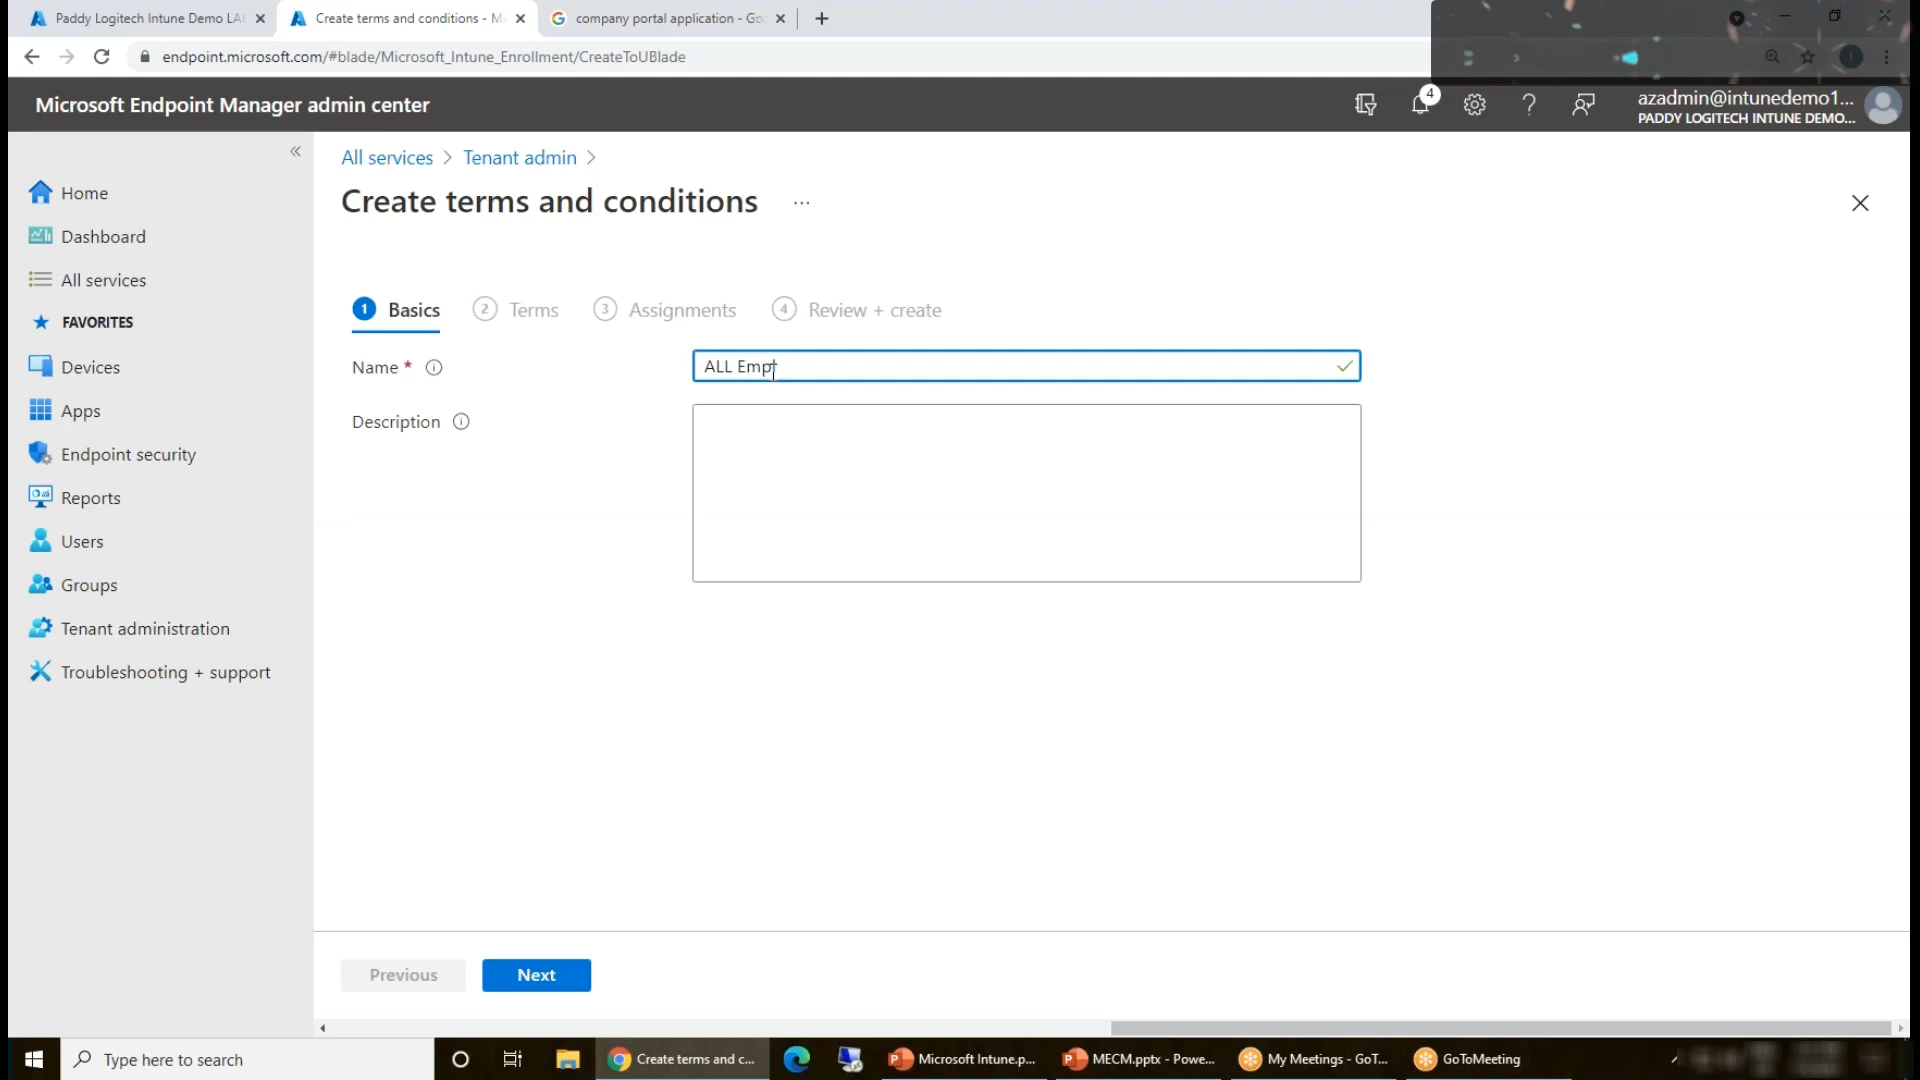 Paddy Logitech Intune Demo LA
Create terms and conditions - M
company portal application - Go
endpoint.microsoft.com/#blade/Microsoft_Intune_Enrollment/CreateToUBlade
Microsoft Endpoint Manager admin center
4
azadmin@intunedemo1...
PADDY LOGITECH INTUNE DEMO...
All services > Tenant admin >
Create terms and conditions ...
Home
Dashboard
All services
FAVORITES
Devices
Apps
Endpoint security
Reports
Users
Groups
Tenant administration
Troubleshooting + support
1 Basics 2 Terms 3 Assignments 4 Review + create
Name *
ALL Emp
Description
Previous Next
Type here to search
Create terms and c...
Microsoft Intune.p...
MECM.pptx - Powe...
My Meetings - GoT...
GoToMeeting